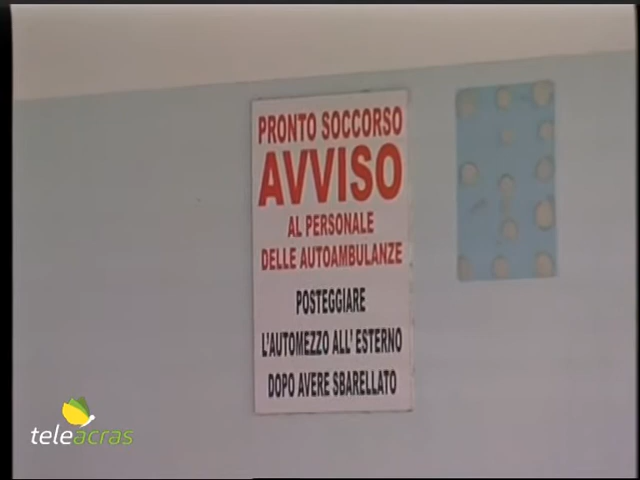 PRONTO SOCCORSO
AVVISO
AL PERSONALE
DELLE AUTOAMBULANZE
POSTEGGIARE
L'AUTOMEZZO ALL' ESTERNO
DOPO AVERE SBARELLATO
teleacras